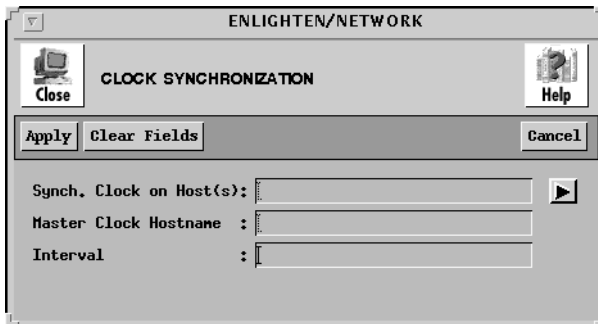 ENLIGHTEN/NETWORK
Close
CLOCK SYNCHRONIZATION
Help
Apply Clear Fields Cancel
Synch. Clock on Host(s):
Master Clock Hostname :
Interval :